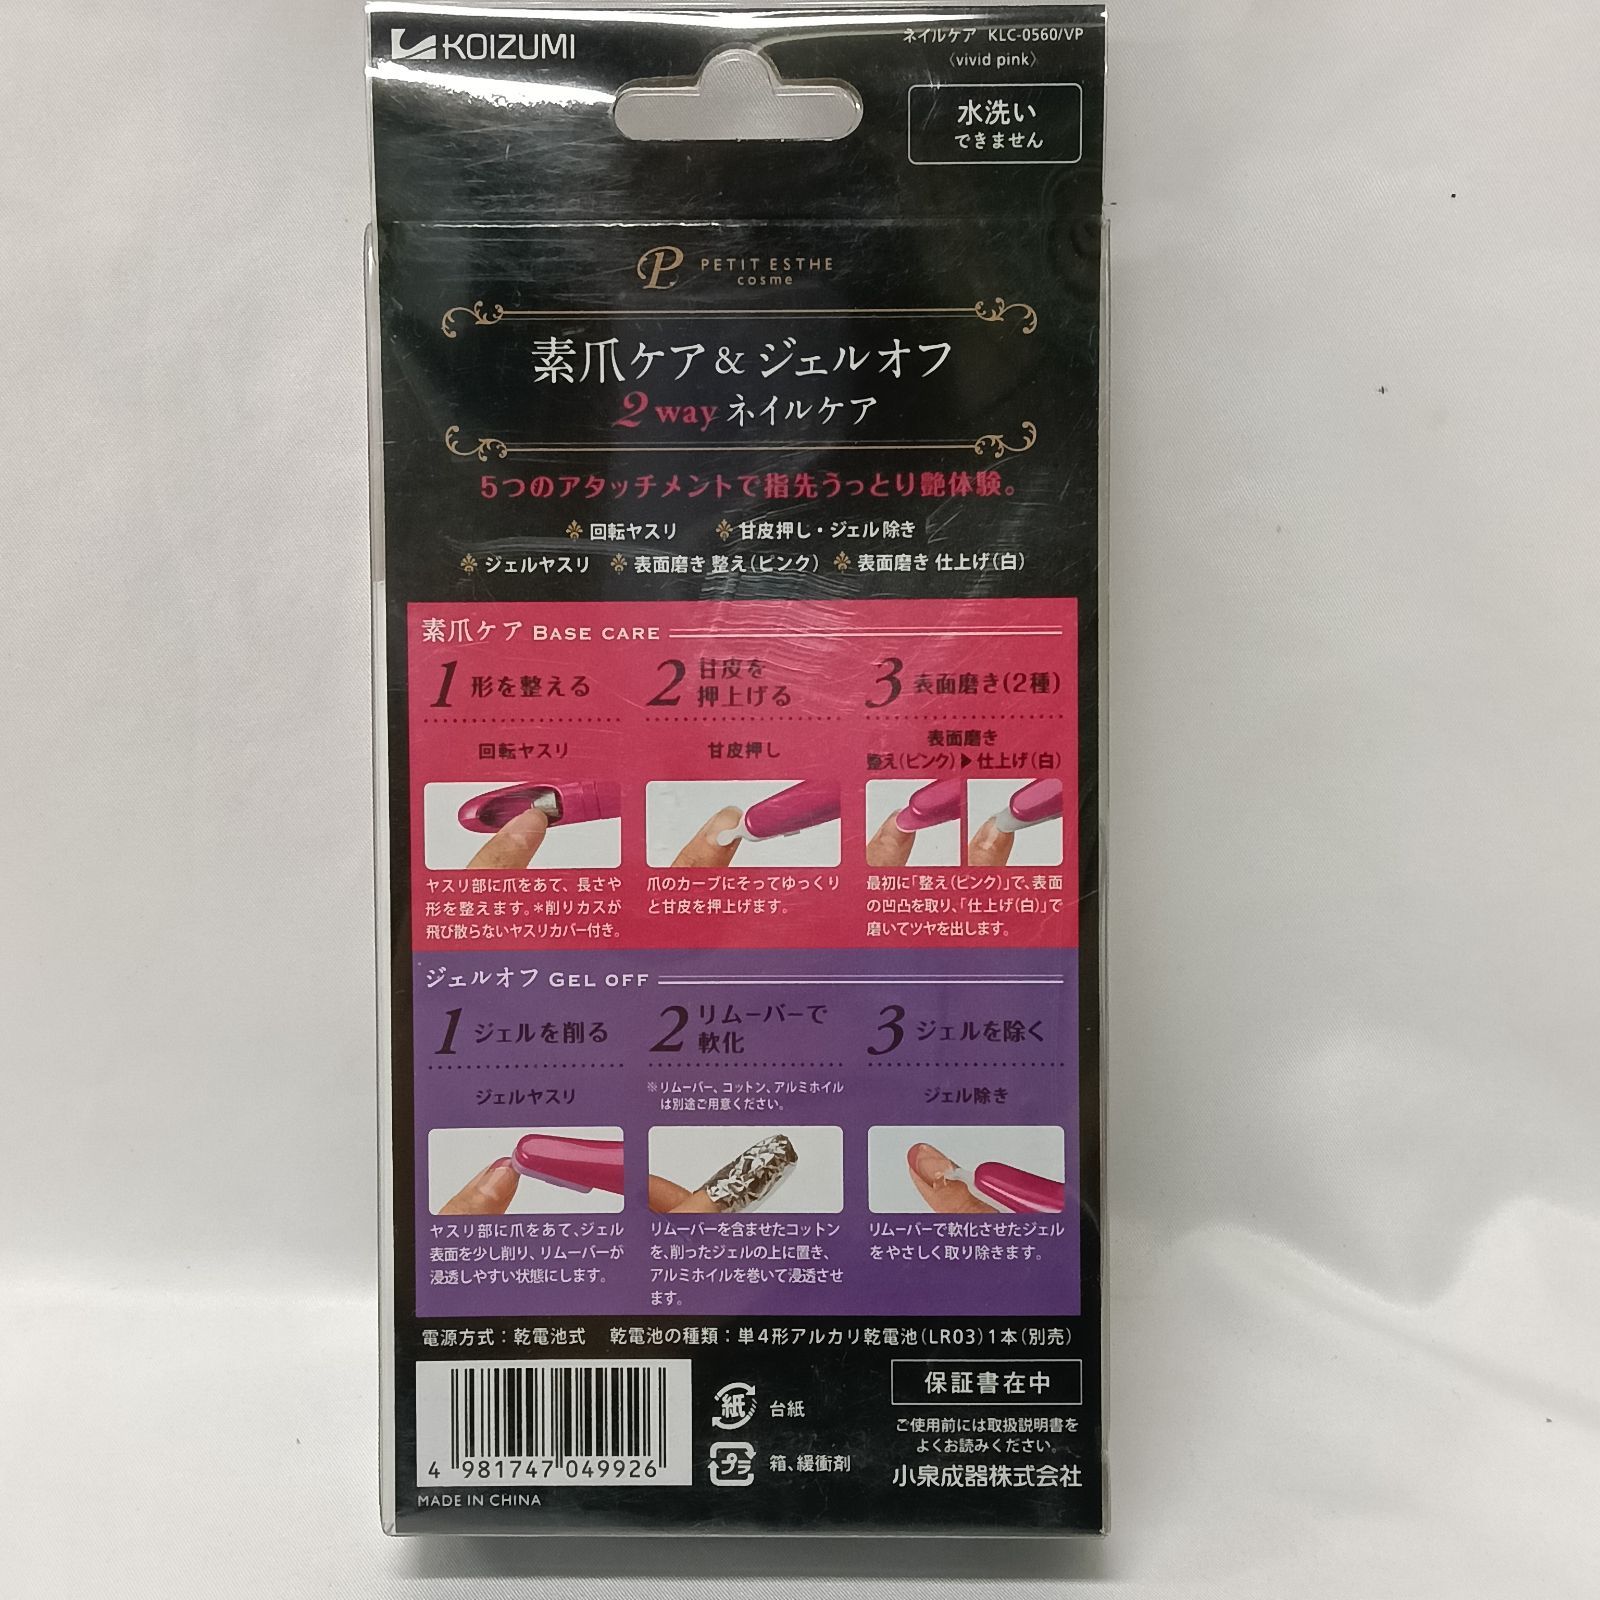 KOIZUMI
ネイルケア KLC-0560/VP
〈vivid pink〉
水洗い
できません
P PETIT ESTHE
cosme
素爪ケア&ジェルオフ
2wayネイルケア
5つのアタッチメントで指先うっとり艶体験。
回転ヤスリ 甘皮押し・ジェル除き
ジェルヤスリ 表面磨き 整え(ピンク) 表面磨き 仕上げ(白)
素爪ケア BASE CARE
1 形を整える
回転ヤスリ
ヤスリ部に爪をあて、長さや
形を整えます。*削りカスが
飛び散らないヤスリカバー付き。
2 甘皮を
押上げる
甘皮押し
爪のカーブにそってゆっくり
と甘皮を押上げます。
3 表面磨き(2種)
表面磨き
整え(ピンク)▶仕上げ(白)
最初に「整え(ピンク)」で、表面
の凹凸を取り、「仕上げ(白)」で
磨いてツヤを出します。
ジェルオフ GEL OFF
1 ジェルを削る
ジェルヤスリ
ヤスリ部に爪をあて、ジェル
表面を少し削り、リムーバーが
浸透しやすい状態にします。
2 リムーバーで
軟化
※リムーバー、コットン、アルミホイル
は別途ご用意ください。
リムーバーを含ませたコットン
を、削ったジェルの上に置き、
アルミホイルを巻いて浸透させ
ます。
3 ジェルを除く
ジェル除き
リムーバーで軟化させたジェル
をやさしく取り除きます。
電源方式:乾電池式 乾電池の種類:単4形アルカリ乾電池(LR03)1本(別売)
4 981747 049926
MADE IN CHINA
紙 台紙
プラ 箱、緩衝剤
保証書在中
ご使用前には取扱説明書を
よくお読みください。
小泉成器株式会社